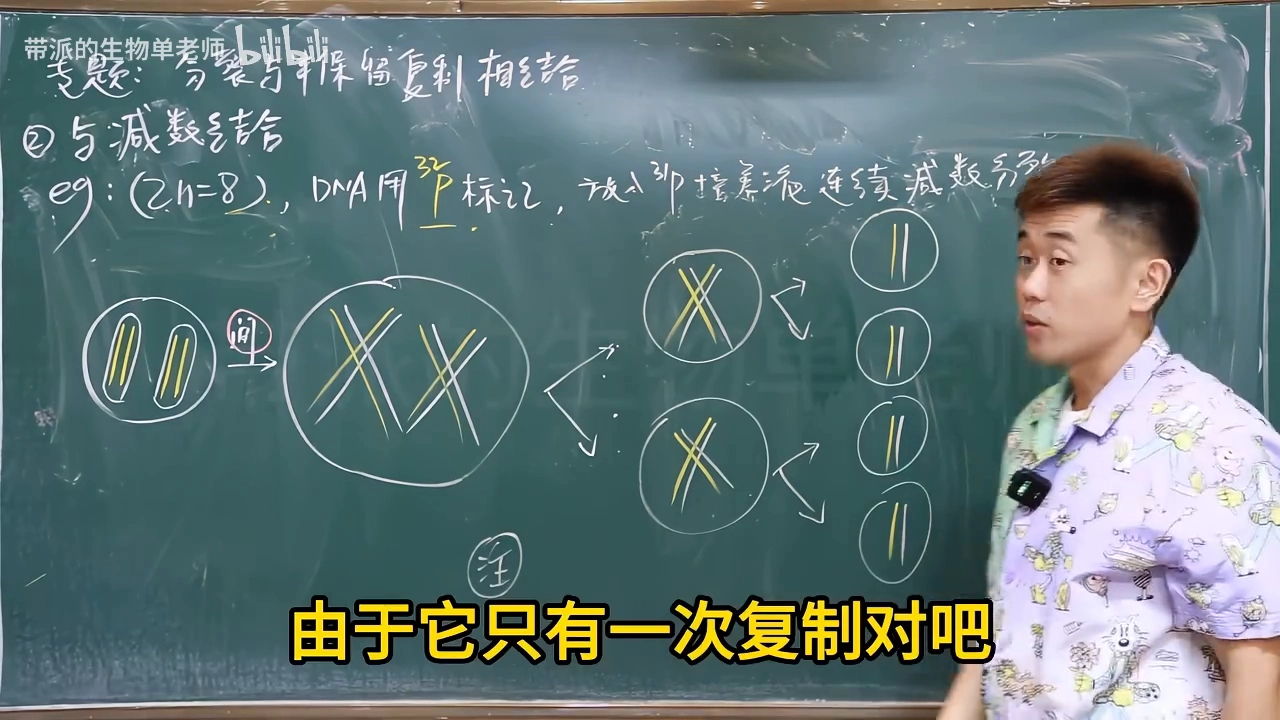 带派的生物单老师 bilibili
专题：分裂与半保留复制相结合
② 与减数结合
eg：(2n=8)，DNA用³²P标记，放入³¹P培养液连续减数分裂
间
注
由于它只有一次复制对吧